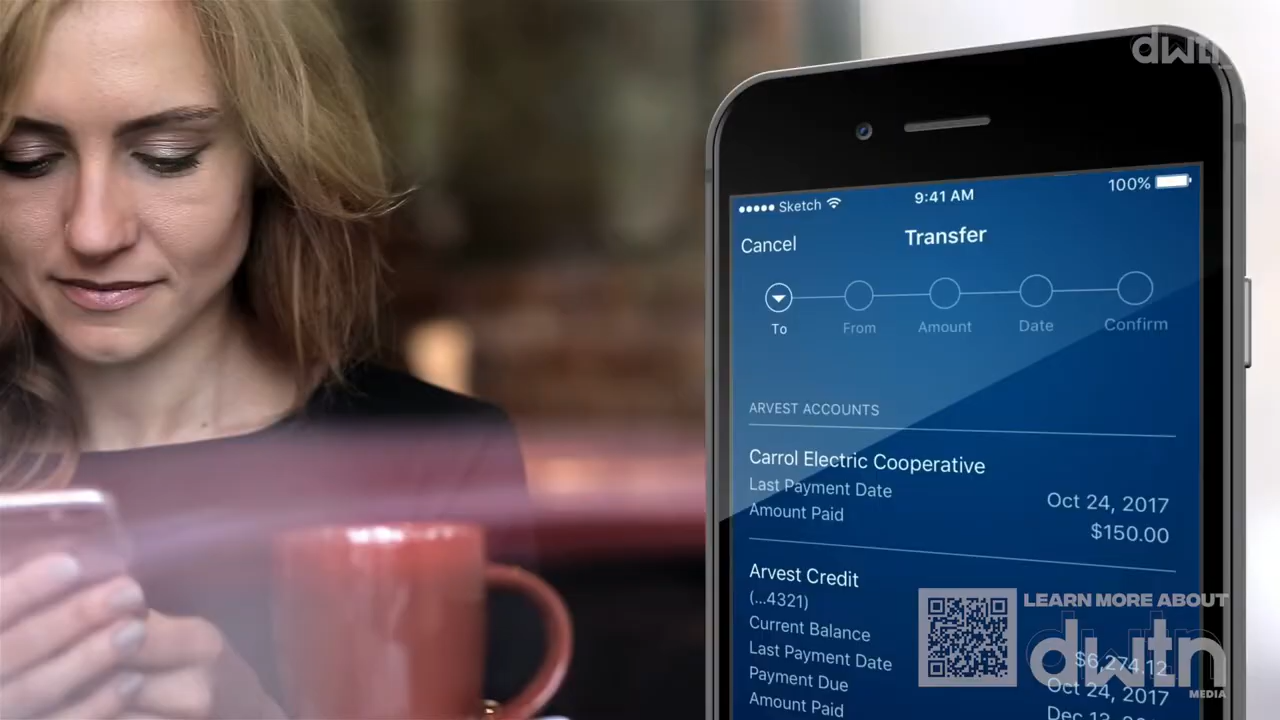 dwtn
Sketch 9:41 AM 100%
Cancel Transfer
To From Amount Date Confirm
ARVEST ACCOUNTS
Carrol Electric Cooperative
Last Payment Date Oct 24, 2017
Amount Paid $150.00
Arvest Credit
(...4321)
Current Balance $6,274.12
Last Payment Date Oct 24, 2017
Payment Due Dec 13,
Amount Paid
LEARN MORE ABOUT
dwtn
MEDIA